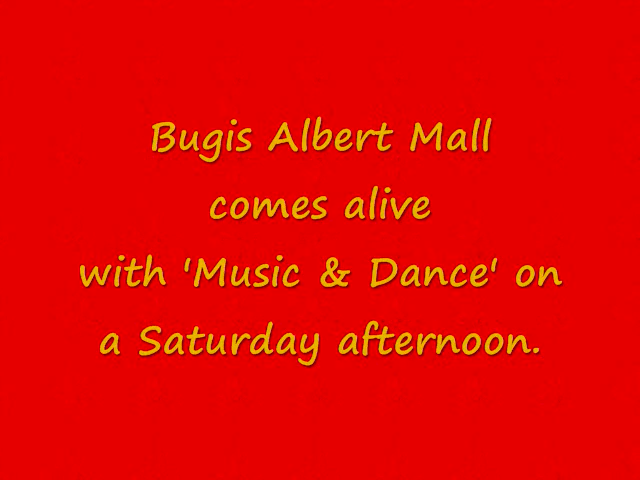 Bugis Albert Mall
comes alive
with 'Music & Dance' on
a Saturday afternoon.